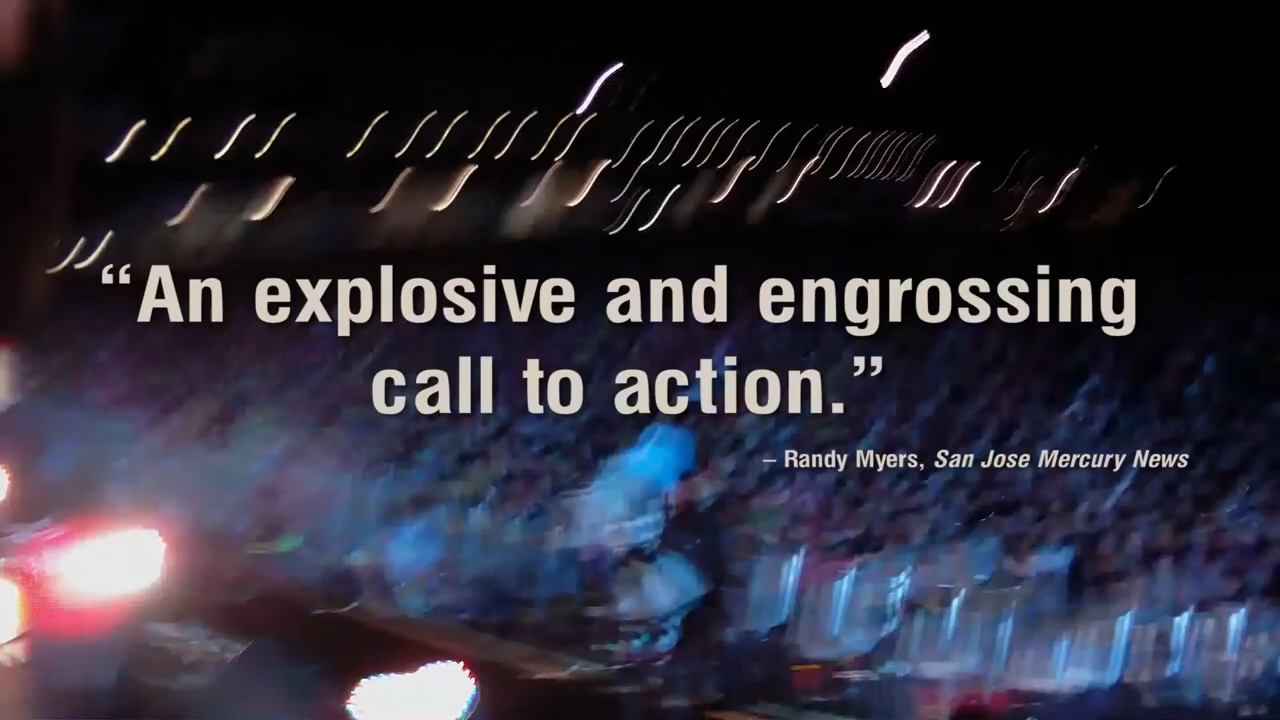 “An explosive and engrossing
call to action.”
– Randy Myers, San Jose Mercury News